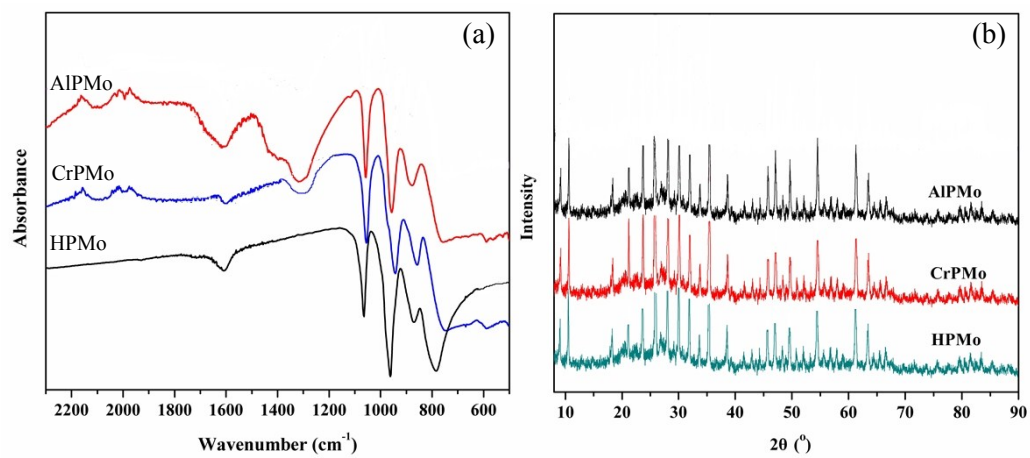 (a)
AlPMo
CrPMo
HPMo
Absorbance
2200 2000 1800 1600 1400 1200 1000 800 600
Wavenumber (cm⁻¹)
(b)
AlPMo
CrPMo
HPMo
Intensity
10 20 30 40 50 60 70 80 90
2θ (°)